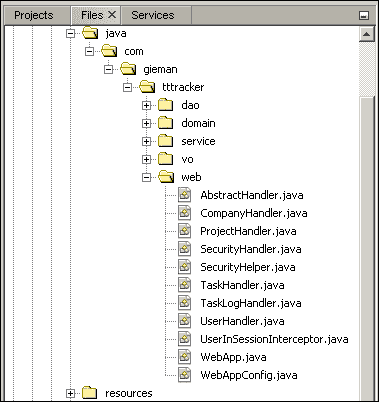 Projects Files Services
java
com
gieman
tttracker
dao
domain
service
vo
web
AbstractHandler.java
CompanyHandler.java
ProjectHandler.java
SecurityHandler.java
SecurityHelper.java
TaskHandler.java
TaskLogHandler.java
UserHandler.java
UserInSessionInterceptor.java
WebApp.java
WebAppConfig.java
resources